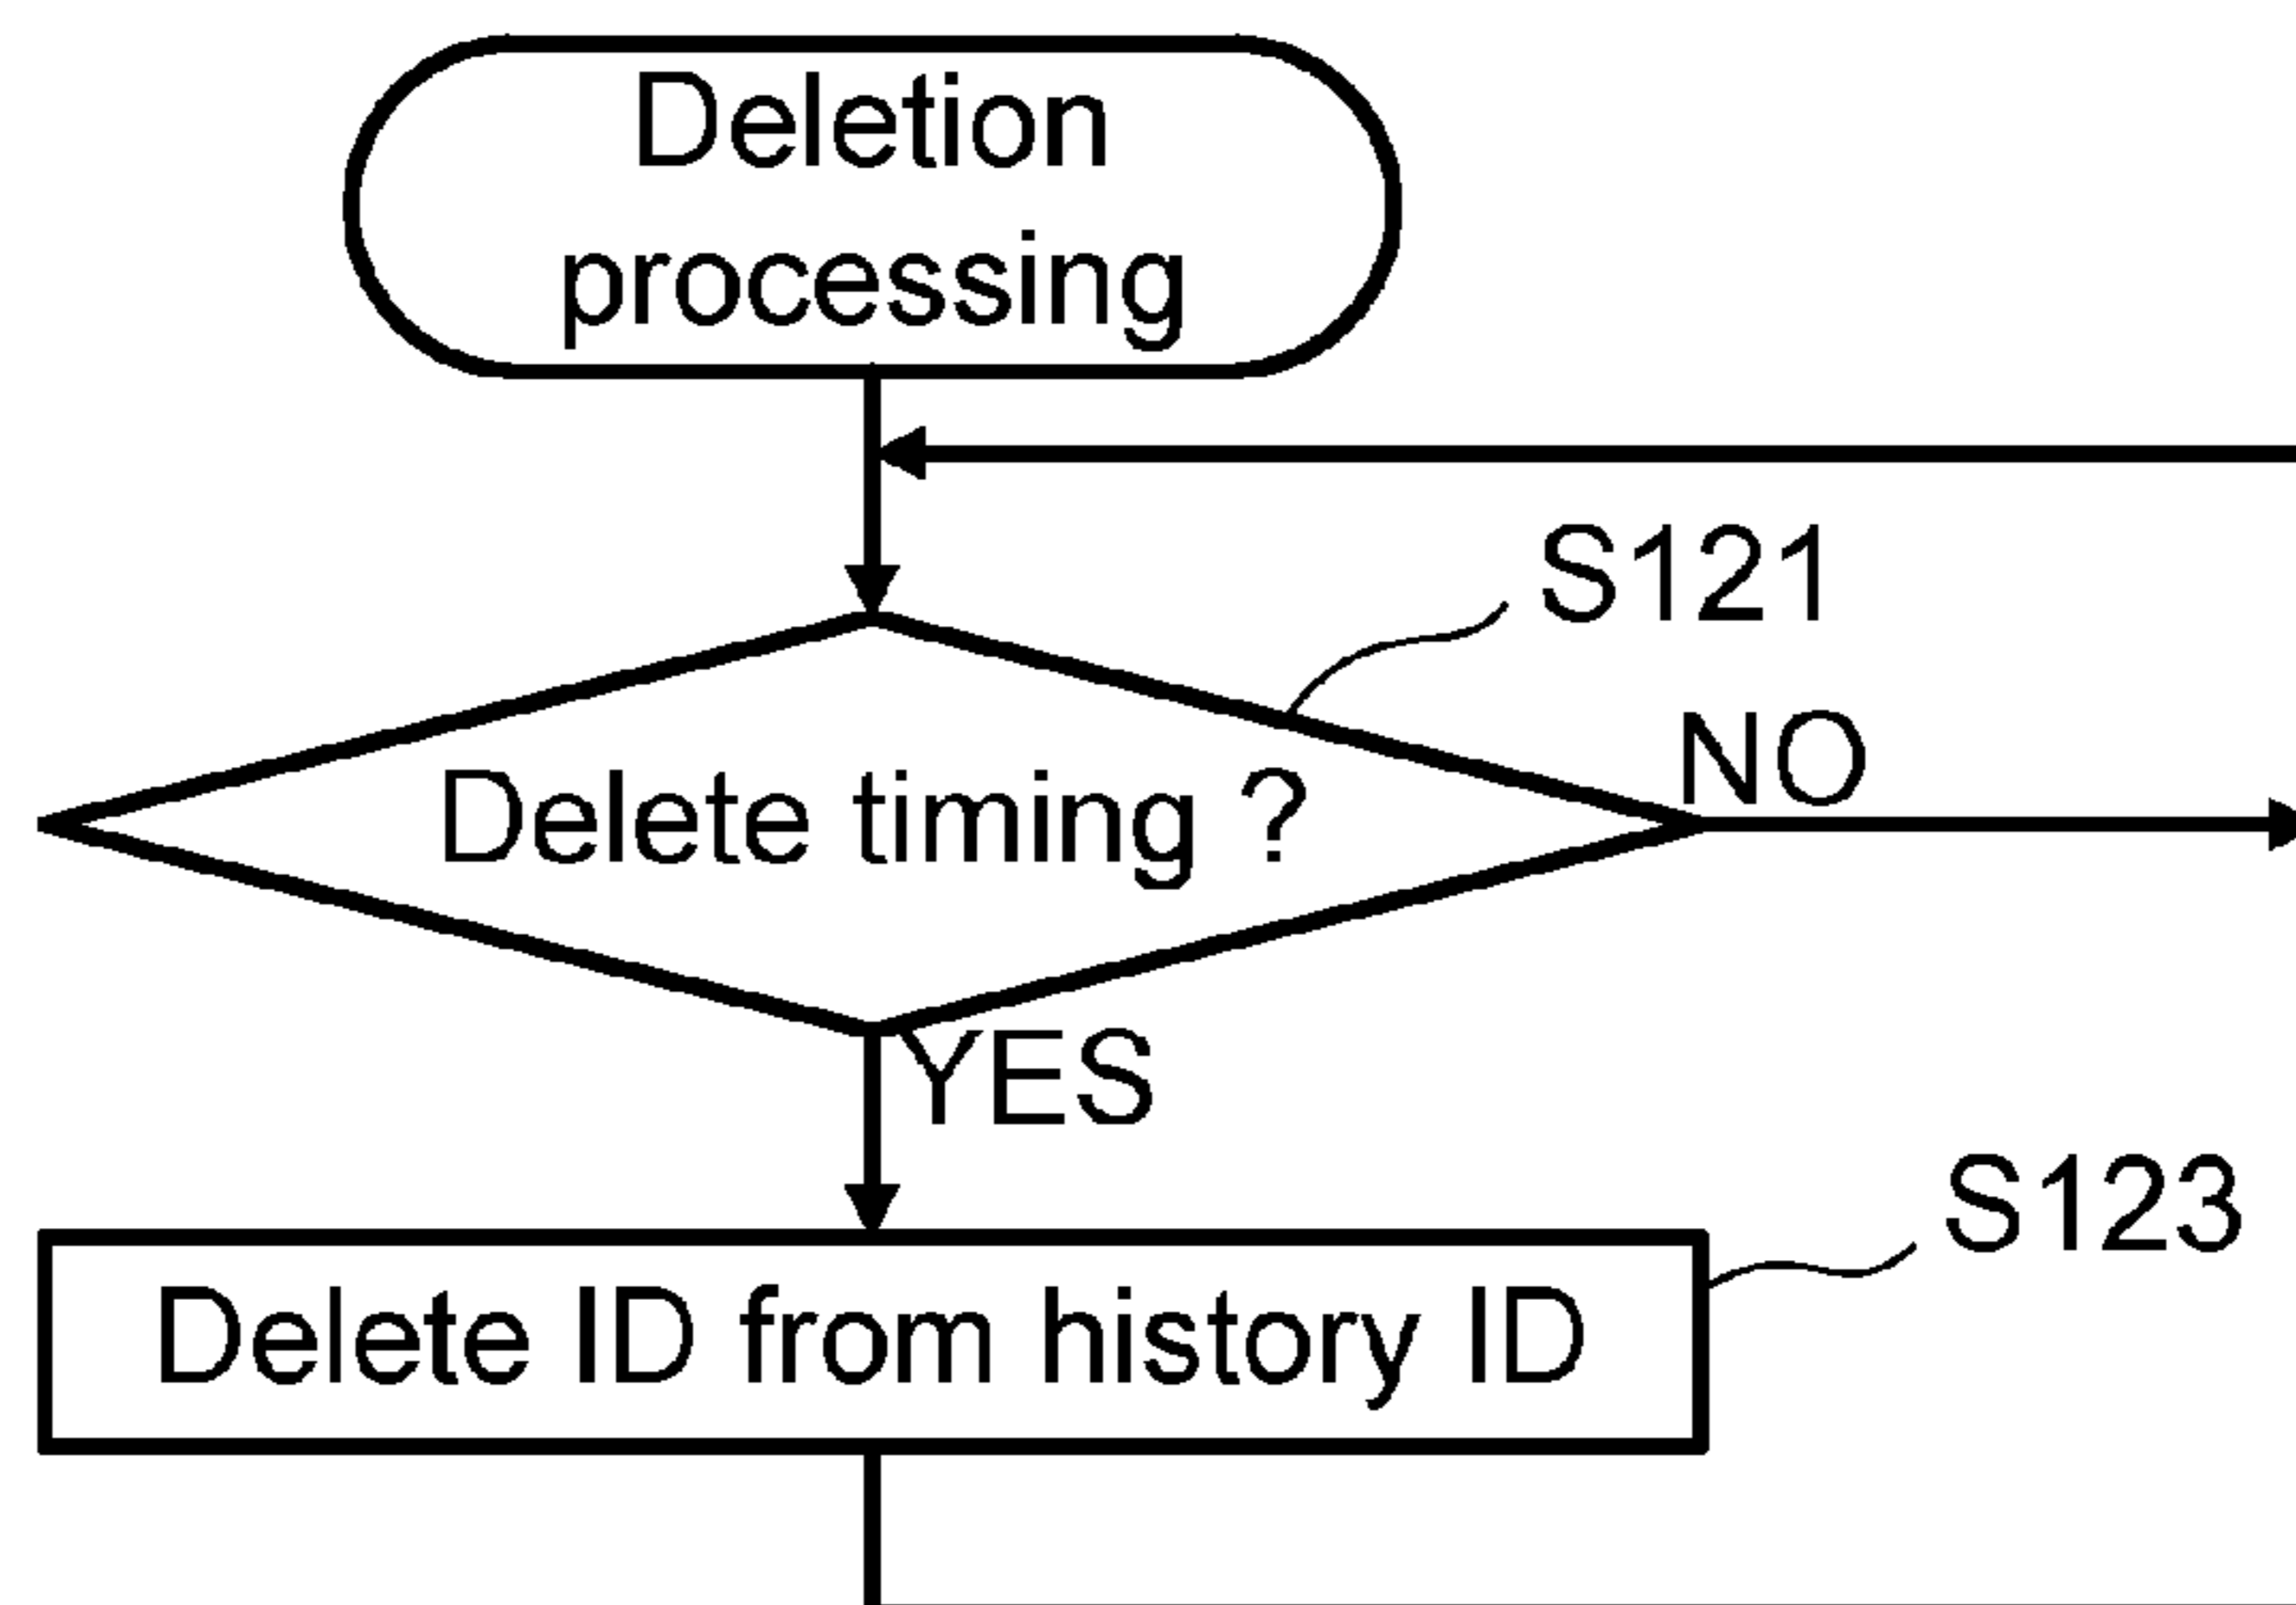 Deletion
processing
S121
NO
Delete timing ?
YES
S123
Delete ID from history ID